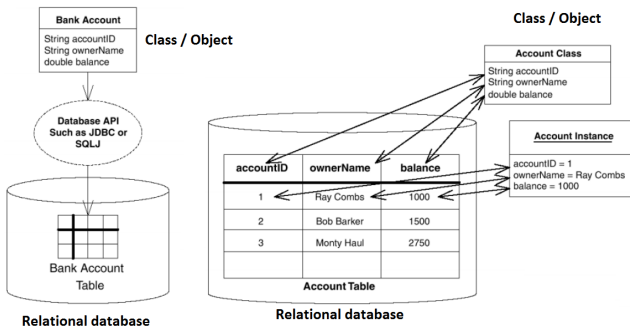 Bank Account
String accountID
String ownerName
double balance
Class / Object
Database API
Such as JDBC or
SQLJ
Bank Account
Table
Relational database
Class / Object
Account Class
String accountID
String ownerName
double balance
Account Instance
accountID = 1
ownerName = Ray Combs
balance = 1000
accountID ownerName balance
1 Ray Combs 1000
2 Bob Barker 1500
3 Monty Haul 2750
Account Table
Relational database